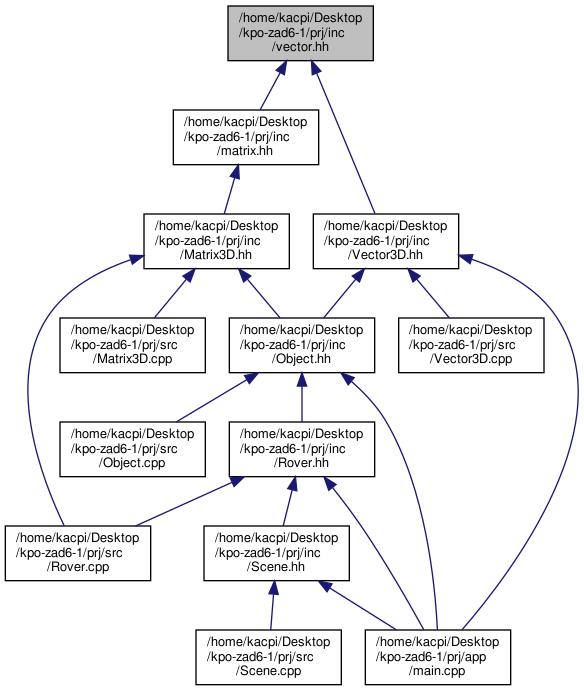 /home/kacpi/Desktop
/kpo-zad6-1/prj/inc
/vector.hh
/home/kacpi/Desktop
/kpo-zad6-1/prj/inc
/matrix.hh
/home/kacpi/Desktop
/kpo-zad6-1/prj/inc
/Matrix3D.hh
/home/kacpi/Desktop
/kpo-zad6-1/prj/inc
/Vector3D.hh
/home/kacpi/Desktop
/kpo-zad6-1/prj/src
/Matrix3D.cpp
/home/kacpi/Desktop
/kpo-zad6-1/prj/inc
/Object.hh
/home/kacpi/Desktop
/kpo-zad6-1/prj/src
/Vector3D.cpp
/home/kacpi/Desktop
/kpo-zad6-1/prj/src
/Object.cpp
/home/kacpi/Desktop
/kpo-zad6-1/prj/inc
/Rover.hh
/home/kacpi/Desktop
/kpo-zad6-1/prj/src
/Rover.cpp
/home/kacpi/Desktop
/kpo-zad6-1/prj/inc
/Scene.hh
/home/kacpi/Desktop
/kpo-zad6-1/prj/src
/Scene.cpp
/home/kacpi/Desktop
/kpo-zad6-1/prj/app
/main.cpp